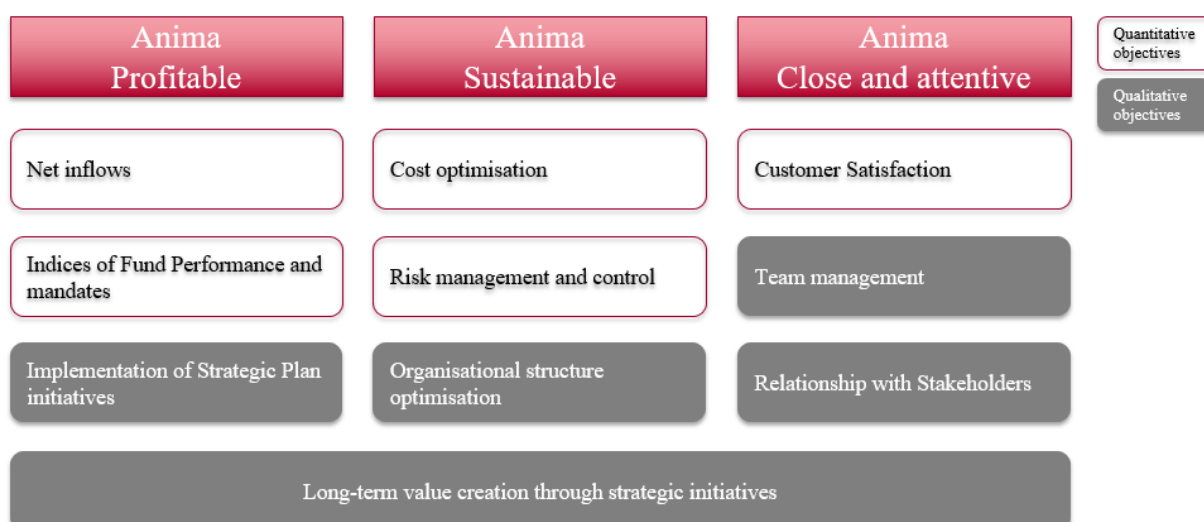 Anima
Profitable
Anima
Sustainable
Anima
Close and attentive
Quantitative
objectives
Qualitative
objectives
Net inflows
Cost optimisation
Customer Satisfaction
Indices of Fund Performance and
mandates
Risk management and control
Team management
Implementation of Strategic Plan
initiatives
Organisational structure
optimisation
Relationship with Stakeholders
Long-term value creation through strategic initiatives